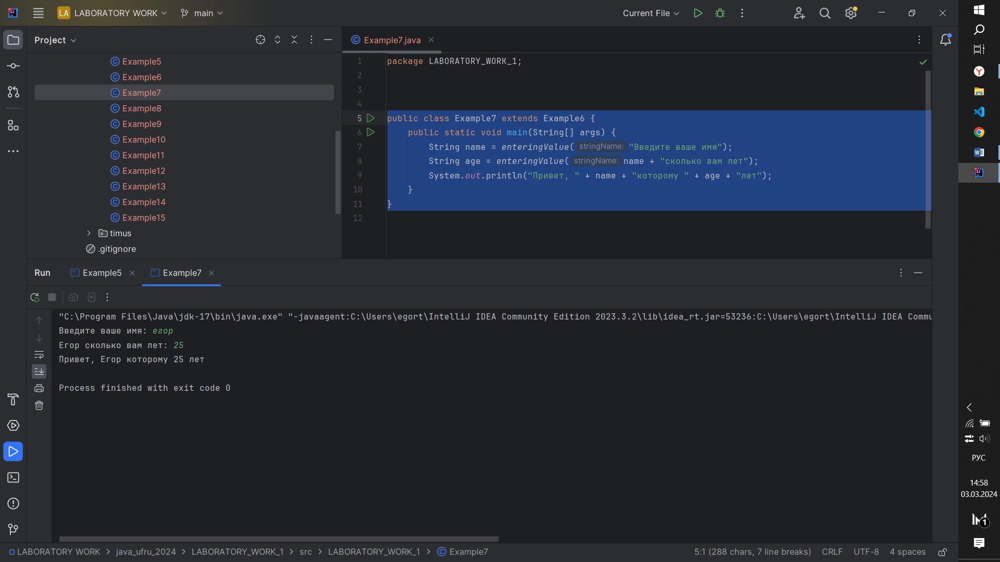 LA LABORATORY WORK main Current File
Project
Example5
Example6
Example7
Example8
Example9
Example10
Example11
Example12
Example13
Example14
Example15
timus
.gitignore
Example7.java
1 package LABORATORY_WORK_1;
2
3
4
5 public class Example7 extends Example6 {
6 public static void main(String[] args) {
7 String name = enteringValue( stringName: "Введите ваше имя");
8 String age = enteringValue( stringName: name + "сколько вам лет");
9 System.out.println("Привет, " + name + "которому " + age + "лет");
10 }
11 }
12
Run Example5 Example7
"C:\Program Files\Java\jdk-17\bin\java.exe" "-javaagent:C:\Users\egort\IntelliJ IDEA Community Edition 2023.3.2\lib\idea_rt.jar=53236:C:\Users\egort\IntelliJ IDEA Commu
Введите ваше имя: егор
Егор сколько вам лет: 25
Привет, Егор которому 25 лет
Process finished with exit code 0
LABORATORY WORK > java_ufru_2024 > LABORATORY_WORK_1 > src > LABORATORY_WORK_1 > Example7
5:1 (288 chars, 7 line breaks) CRLF UTF-8 4 spaces
РУС
14:58
03.03.2024
1